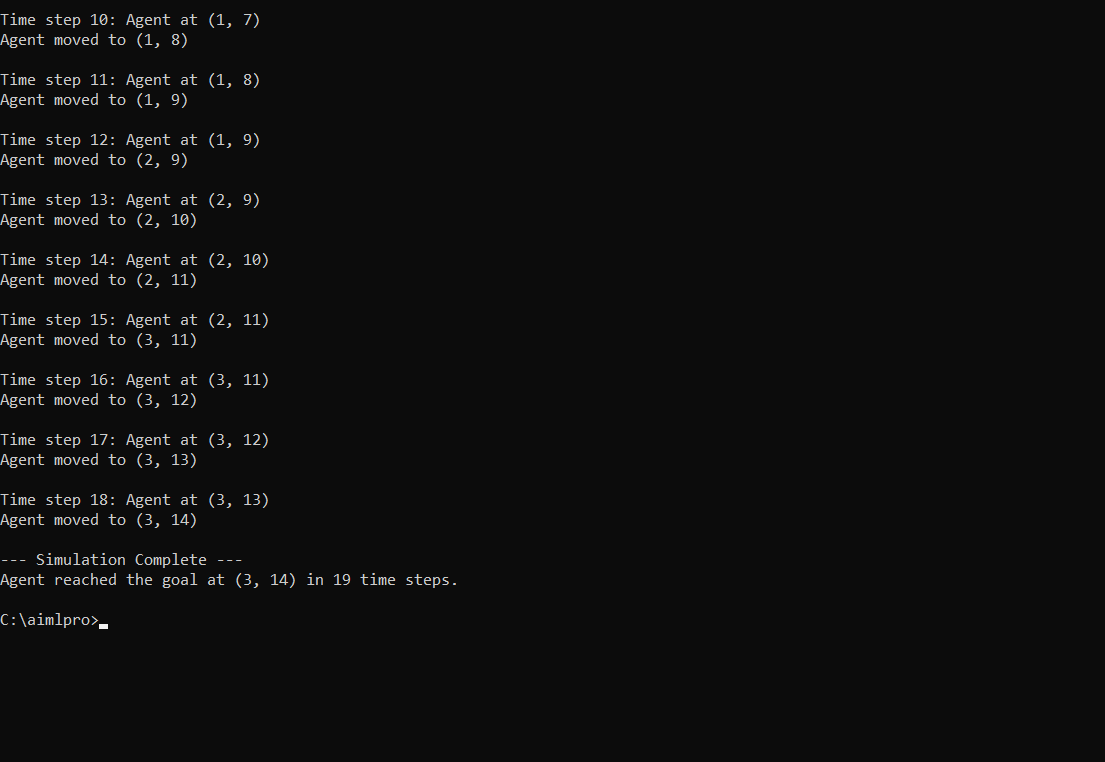 Time step 10: Agent at (1, 7)
Agent moved to (1, 8)
Time step 11: Agent at (1, 8)
Agent moved to (1, 9)
Time step 12: Agent at (1, 9)
Agent moved to (2, 9)
Time step 13: Agent at (2, 9)
Agent moved to (2, 10)
Time step 14: Agent at (2, 10)
Agent moved to (2, 11)
Time step 15: Agent at (2, 11)
Agent moved to (3, 11)
Time step 16: Agent at (3, 11)
Agent moved to (3, 12)
Time step 17: Agent at (3, 12)
Agent moved to (3, 13)
Time step 18: Agent at (3, 13)
Agent moved to (3, 14)
--- Simulation Complete ---
Agent reached the goal at (3, 14) in 19 time steps.
C:\aimlpro>